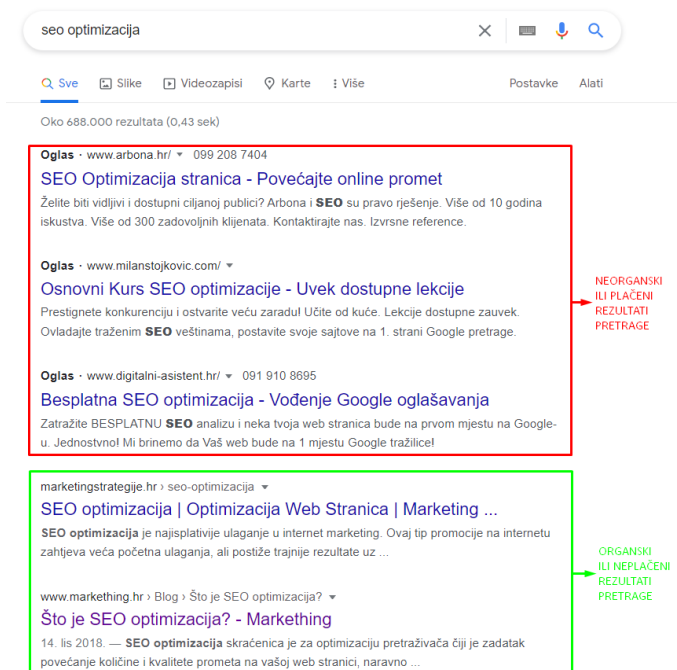 seo optimizacija
Sve Slike Videozapisi Karte Više Postavke Alati
Oko 688.000 rezultata (0,43 sek)
Oglas · www.arbona.hr/ 099 208 7404
SEO Optimizacija stranica - Povećajte online promet
Želite biti vidljivi i dostupni ciljanoj publici? Arbona i SEO su pravo rješenje. Više od 10 godina
iskustva. Više od 300 zadovoljnih klijenata. Kontaktirajte nas. Izvrsne reference.
Oglas · www.milanstojkovic.com/
Osnovni Kurs SEO optimizacije - Uvek dostupne lekcije
Prestignete konkurenciju i ostvarite veću zaradu! Učite od kuće. Lekcije dostupne zauvek.
Ovladajte traženim SEO veštinama, postavite svoje sajtove na 1. strani Google pretrage.
Oglas · www.digitalni-asistent.hr/ 091 910 8695
Besplatna SEO optimizacija - Vođenje Google oglašavanja
Zatražite BESPLATNU SEO analizu i neka tvoja web stranica bude na prvom mjestu na Google-
u. Jednostvno! Mi brinemo da Vaš web bude na 1 mjestu Google tražilice!
NEORGANSKI
ILI PLAČENI
REZULTATI
PRETRAGE
marketingstrategije.hr › seo-optimizacija
SEO optimizacija | Optimizacija Web Stranica | Marketing ...
SEO optimizacija je najisplativije ulaganje u internet marketing. Ovaj tip promocije na internetu
zahtjeva veća početna ulaganja, ali postiže trajnije rezultate uz ...
www.markething.hr › Blog › Što je SEO optimizacija?
Što je SEO optimizacija? - Markething
14. lis 2018. — SEO optimizacija skraćenica je za optimizaciju pretraživača čiji je zadatak
povećanje količine i kvalitete prometa na vašoj web stranici, naravno ...
ORGANSKI
ILI NEPLAČENI
REZULTATI
PRETRAGE